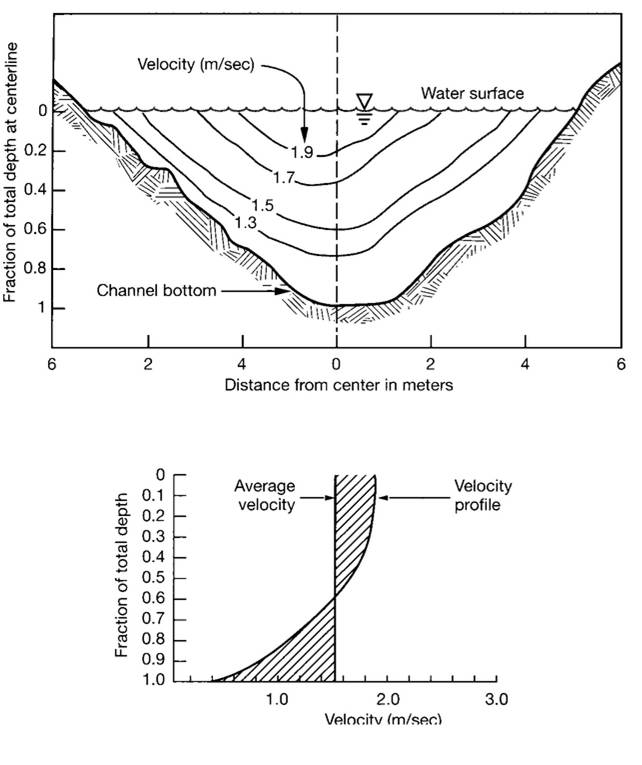 Velocity (m/sec)
Water surface
Fraction of total depth at centerline
0
0.2
0.4
0.6
0.8
1
1.9
1.7
1.5
1.3
Channel bottom
6 2 4 0 2 4 6
Distance from center in meters
Fraction of total depth
0
0.1
0.2
0.3
0.4
0.5
0.6
0.7
0.8
0.9
1.0
Average
velocity
Velocity
profile
1.0 2.0 3.0
Velocity (m/sec)